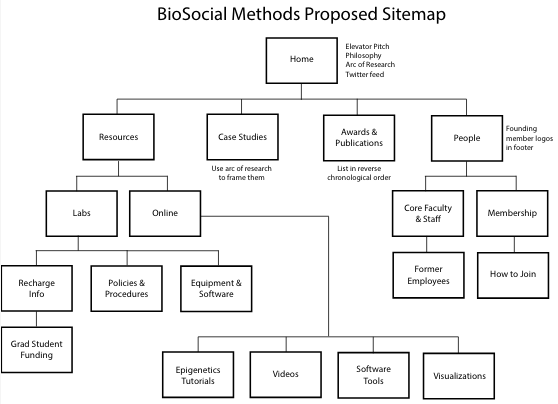 BioSocial Methods Proposed Sitemap
Home
Elevator Pitch
Philosophy
Arc of Research
Twitter feed
Resources
Case Studies
Awards &
Publications
People
Founding
member logos
in footer
Use arc of research
to frame them
List in reverse
chronological order
Labs
Online
Core Faculty
& Staff
Membership
Recharge
Info
Policies &
Procedures
Equipment &
Software
Former
Employees
How to Join
Grad Student
Funding
Epigenetics
Tutorials
Videos
Software
Tools
Visualizations